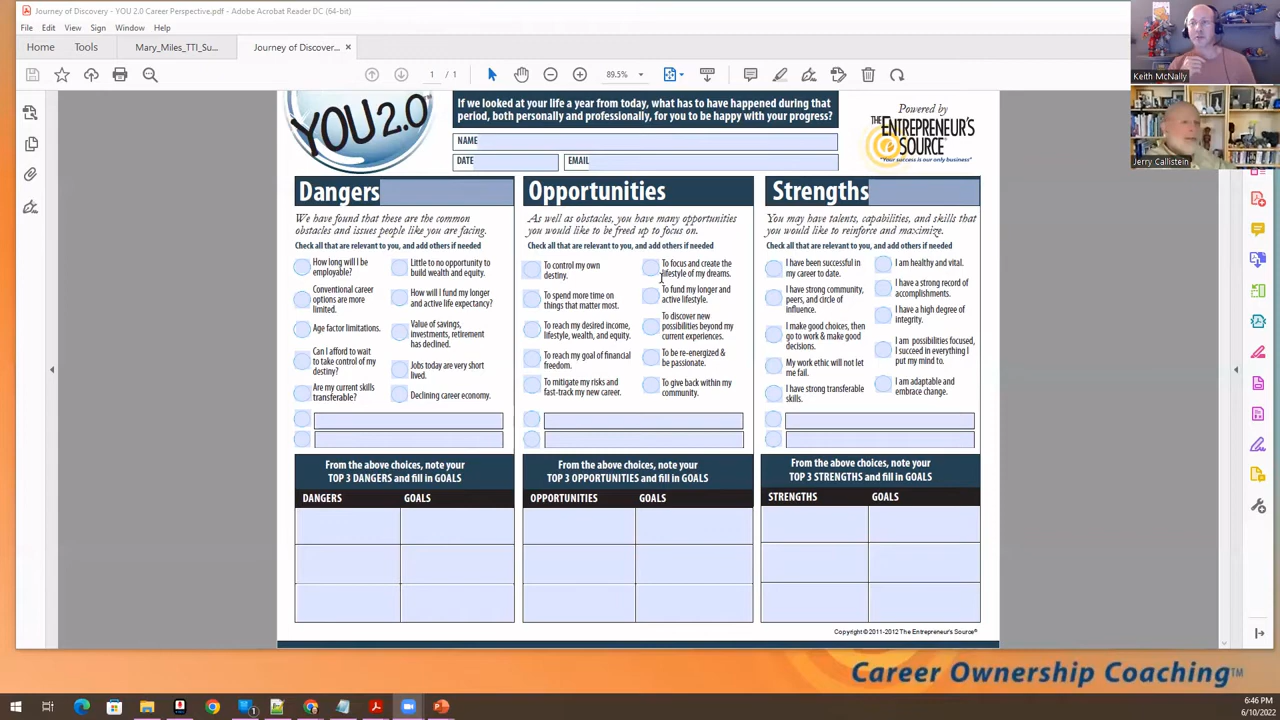 Journey of Discovery - YOU 2.0 Career Perspective.pdf - Adobe Acrobat Reader DC (64-bit)
File Edit View Sign Window Help
Home Tools Mary_Miles_TTI_Su... Journey of Discover... ×
1 / 1 89.5%
Keith McNally
Jerry Callistein
YOU 2.0
If we looked at your life a year from today, what has to have happened during that
period, both personally and professionally, for you to be happy with your progress?
NAME
DATE EMAIL
Powered by
THE ENTREPRENEUR'S
SOURCE®
"Your success is our only business"
Dangers
We have found that these are the common
obstacles and issues people like you are facing.
Check all that are relevant to you, and add others if needed
How long will I be
employable?
Conventional career
options are more
limited.
Age factor limitations.
Can I afford to wait
to take control of my
destiny?
Are my current skills
transferable?
Little to no opportunity to
build wealth and equity.
How will I fund my longer
and active life expectancy?
Value of savings,
investments, retirement
has declined.
Jobs today are very short
lived.
Declining career economy.
From the above choices, note your
TOP 3 DANGERS and fill in GOALS
DANGERS GOALS
Opportunities
As well as obstacles, you have many opportunities
you would like to be freed up to focus on.
Check all that are relevant to you, and add others if needed
To control my own
destiny.
To spend more time on
things that matter most.
To reach my desired income,
lifestyle, wealth, and equity.
To reach my goal of financial
freedom.
To mitigate my risks and
fast-track my new career.
To focus and create the
lifestyle of my dreams.
To fund my longer and
active lifestyle.
To discover new
possibilities beyond my
current experiences.
To be re-energized &
be passionate.
To give back within my
community.
From the above choices, note your
TOP 3 OPPORTUNITIES and fill in GOALS
OPPORTUNITIES GOALS
Strengths
You may have talents, capabilities, and skills that
you would like to reinforce and maximize.
Check all that are relevant to you, and add others if needed
I have been successful in
my career to date.
I have strong community,
peers, and circle of
influence.
I make good choices, then
go to work & make good
decisions.
My work ethic will not let
me fail.
I have strong transferable
skills.
I am healthy and vital.
I have a strong record of
accomplishments.
I have a high degree of
integrity.
I am possibilities focused,
I succeed in everything I
put my mind to.
I am adaptable and
embrace change.
From the above choices, note your
TOP 3 STRENGTHS and fill in GOALS
STRENGTHS GOALS
Copyright ©2011-2012 The Entrepreneur's Source®
Career Ownership Coaching™
6:46 PM
6/10/2022